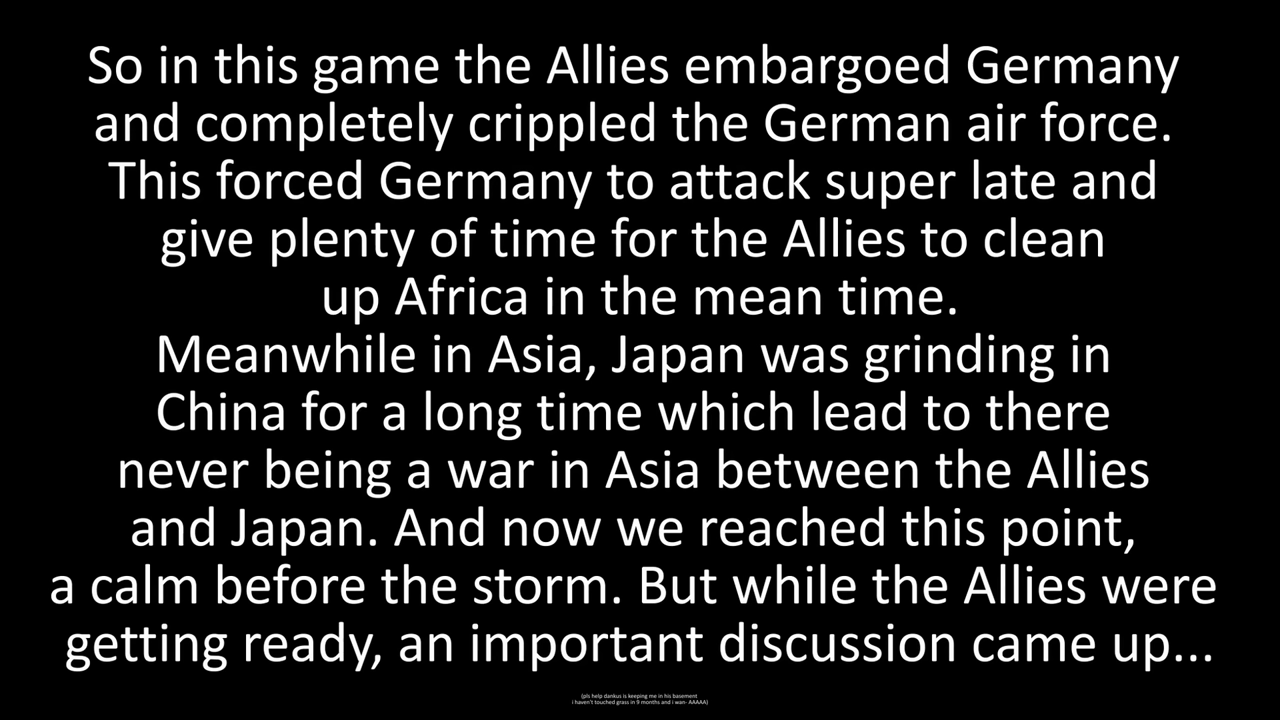 So in this game the Allies embargoed Germany
and completely crippled the German air force.
This forced Germany to attack super late and
give plenty of time for the Allies to clean
up Africa in the mean time.
Meanwhile in Asia, Japan was grinding in
China for a long time which lead to there
never being a war in Asia between the Allies
and Japan. And now we reached this point,
a calm before the storm. But while the Allies were
getting ready, an important discussion came up...
(pls help dankus is keeping me in his basement
i haven't touched grass in 9 months and i wan- AAAAA)